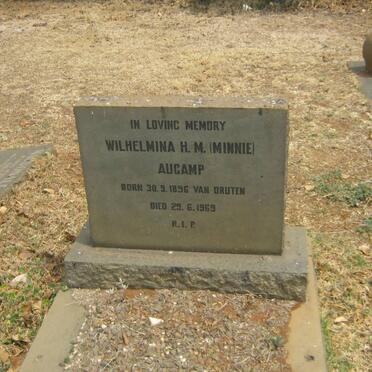 IN LOVING MEMORY
WILHELMINA H. M. (MINNIE)
AUCAMP
BORN 30.9.1896 VAN DRUTEN
DIED 29.6.1969
R.I.P.